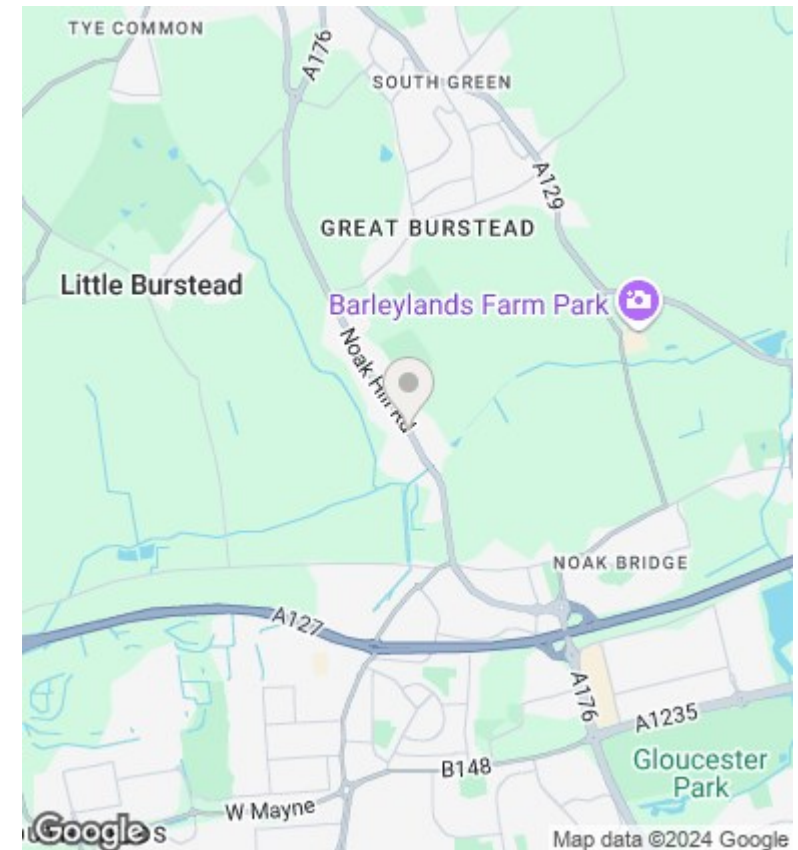 TYE COMMON
A176
SOUTH GREEN
A129
GREAT BURSTEAD
Little Burstead
Barleylands Farm Park
Noak Hill Rd
NOAK BRIDGE
A127
A176
A1235
Gloucester
Park
B148
W Mayne
Google
Map data ©2024 Google